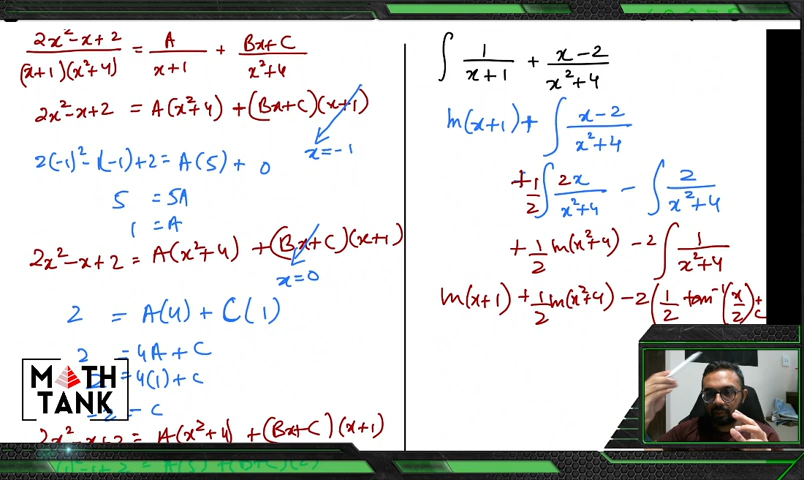 2x²-x+2 / (x+1)(x²+4) = A / x+1 + Bx+C / x²+4
2x²-x+2 = A(x²+4) + (Bx+C)(x+1)
x=-1
2(-1)²-(-1)+2 = A(5) + 0
5 = 5A
1 = A
2x²-x+2 = A(x²+4) + (Bx+C)(x+1)
x=0
2 = A(4) + C(1)
2 = 4A + C
= 4(1) + C
= C
2x²-x+2 = A(x²+4) + (Bx+C)(x+1)
MATH
TANK
∫ 1 / x+1 + x-2 / x²+4
ln(x+1) + ∫ x-2 / x²+4
+1/2 ∫ 2x / x²+4 - ∫ 2 / x²+4
+ 1/2 ln(x²+4) - 2 ∫ 1 / x²+4
ln(x+1) + 1/2 ln(x²+4) - 2 (1/2 tan⁻¹(x/2) + C